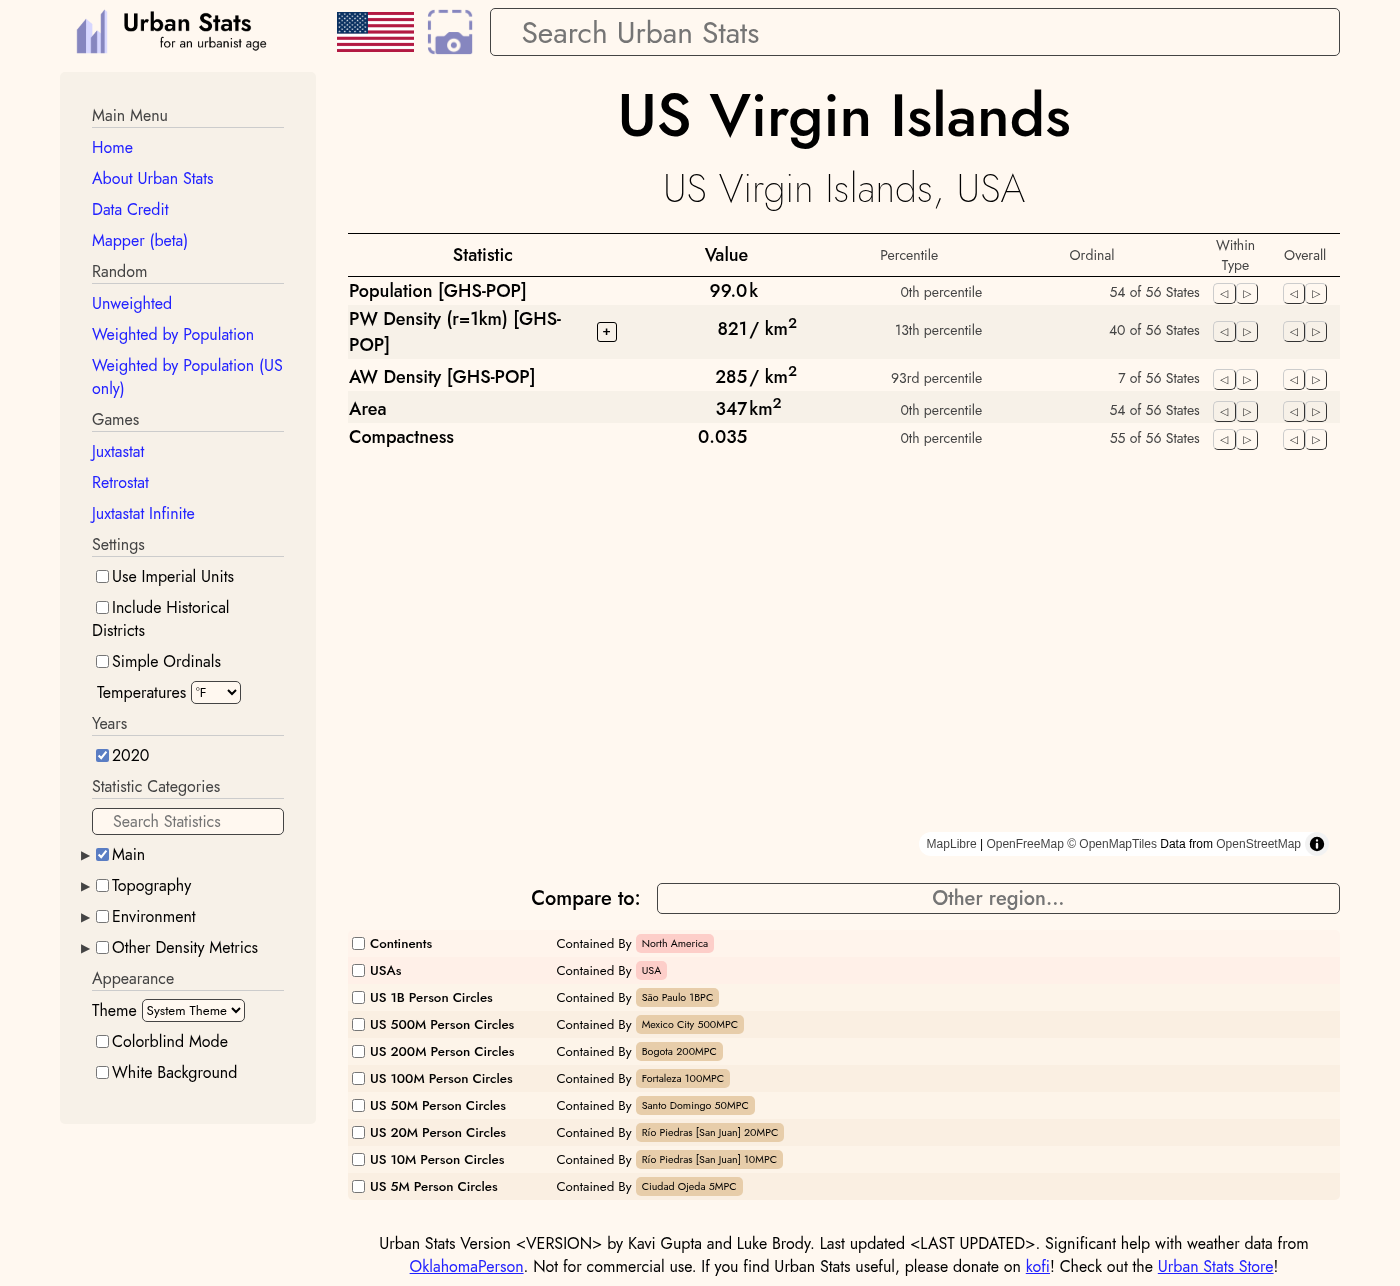 Urban Stats
for an urbanist age
Search Urban Stats
Main Menu
Home
About Urban Stats
Data Credit
Mapper (beta)
Random
Unweighted
Weighted by Population
Weighted by Population (US
only)
Games
Juxtastat
Retrostat
Juxtastat Infinite
Settings
Use Imperial Units
Include Historical
Districts
Simple Ordinals
Temperatures °F
Years
2020
Statistic Categories
Search Statistics
Main
Topography
Environment
Other Density Metrics
Appearance
Theme System Theme
Colorblind Mode
White Background
US Virgin Islands
US Virgin Islands, USA
Statistic Value Percentile Ordinal Within Type Overall
Population [GHS-POP] 99.0k 0th percentile 54 of 56 States
PW Density (r=1km) [GHS-
POP] + 821/ km² 13th percentile 40 of 56 States
AW Density [GHS-POP] 285/ km² 93rd percentile 7 of 56 States
Area 347km² 0th percentile 54 of 56 States
Compactness 0.035 0th percentile 55 of 56 States
MapLibre | OpenFreeMap © OpenMapTiles Data from OpenStreetMap
Compare to: Other region...
Continents Contained By North America
USAs Contained By USA
US 1B Person Circles Contained By São Paulo 1BPC
US 500M Person Circles Contained By Mexico City 500MPC
US 200M Person Circles Contained By Bogota 200MPC
US 100M Person Circles Contained By Fortaleza 100MPC
US 50M Person Circles Contained By Santo Domingo 50MPC
US 20M Person Circles Contained By Río Piedras [San Juan] 20MPC
US 10M Person Circles Contained By Río Piedras [San Juan] 10MPC
US 5M Person Circles Contained By Ciudad Ojeda 5MPC
Urban Stats Version <VERSION> by Kavi Gupta and Luke Brody. Last updated <LAST UPDATED>. Significant help with weather data from
OklahomaPerson. Not for commercial use. If you find Urban Stats useful, please donate on kofi! Check out the Urban Stats Store!